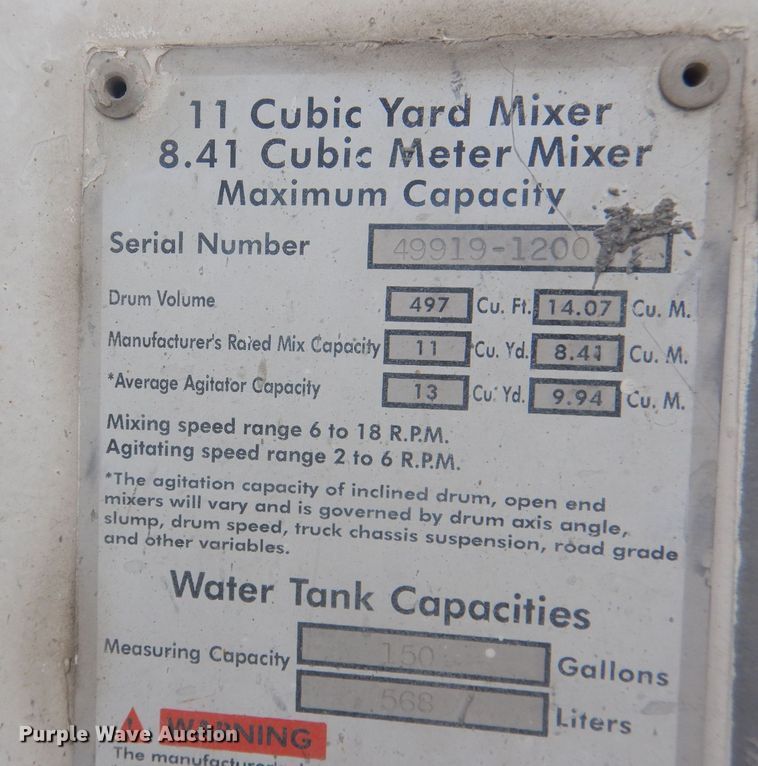 11 Cubic Yard Mixer
8.41 Cubic Meter Mixer
Maximum Capacity
Serial Number 49919-1200
Drum Volume 497 Cu. Ft. 14.07 Cu. M.
Manufacturer's Rated Mix Capacity 11 Cu. Yd. 8.41 Cu. M.
*Average Agitator Capacity 13 Cu. Yd. 9.94 Cu. M.
Mixing speed range 6 to 18 R.P.M.
Agitating speed range 2 to 6 R.P.M.
*The agitation capacity of inclined drum, open end
mixers will vary and is governed by drum axis angle,
slump, drum speed, truck chassis suspension, road grade
and other variables.
Water Tank Capacities
Measuring Capacity 150 Gallons
568 Liters
WARNING
The
Purple Wave Auction